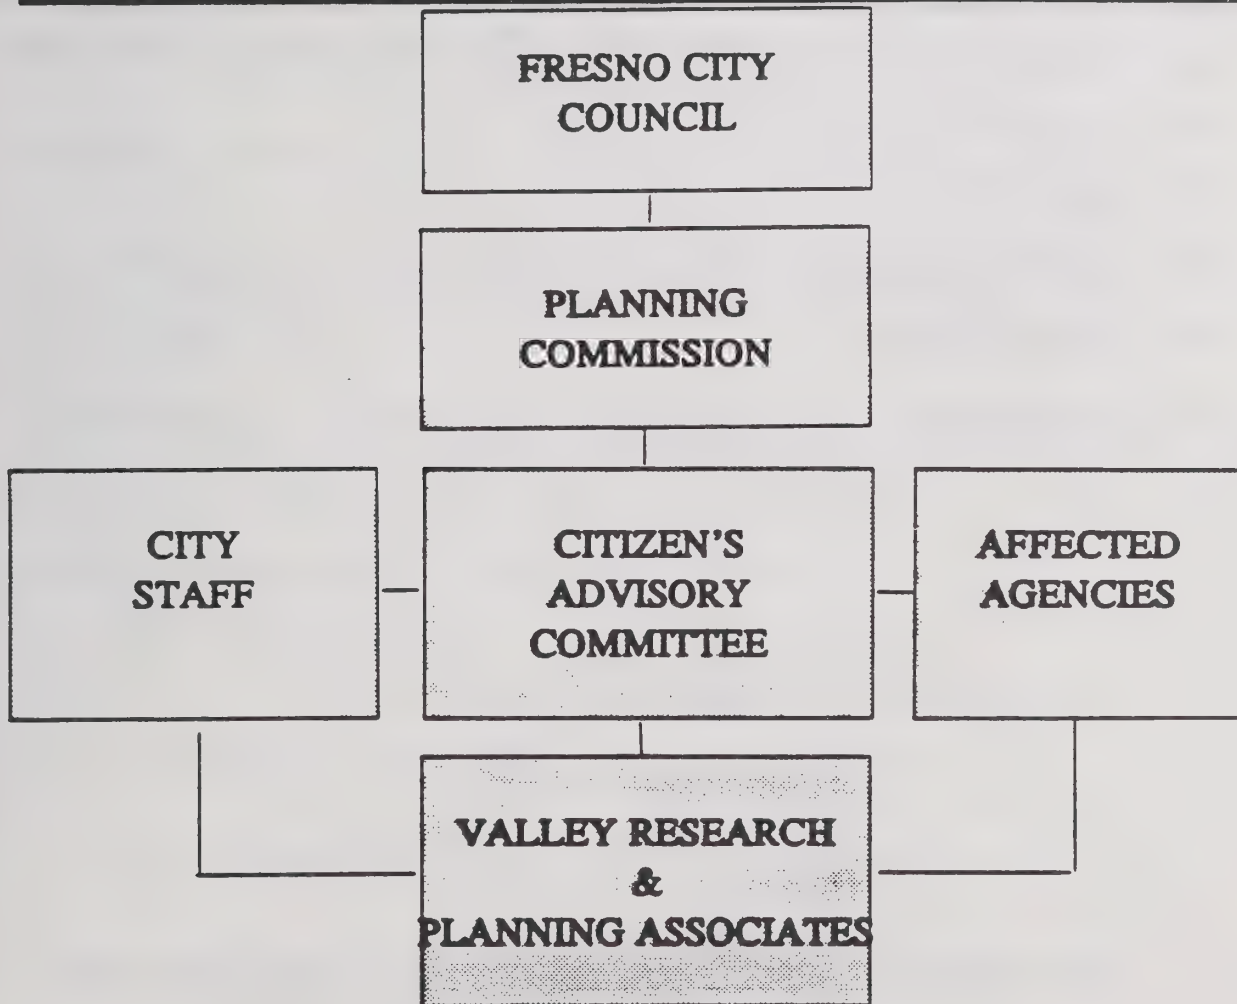 FRESNO CITY
COUNCIL
PLANNING
COMMISSION
CITY
STAFF
CITIZEN'S
ADVISORY
COMMITTEE
AFFECTED
AGENCIES
VALLEY RESEARCH
&
PLANNING ASSOCIATES